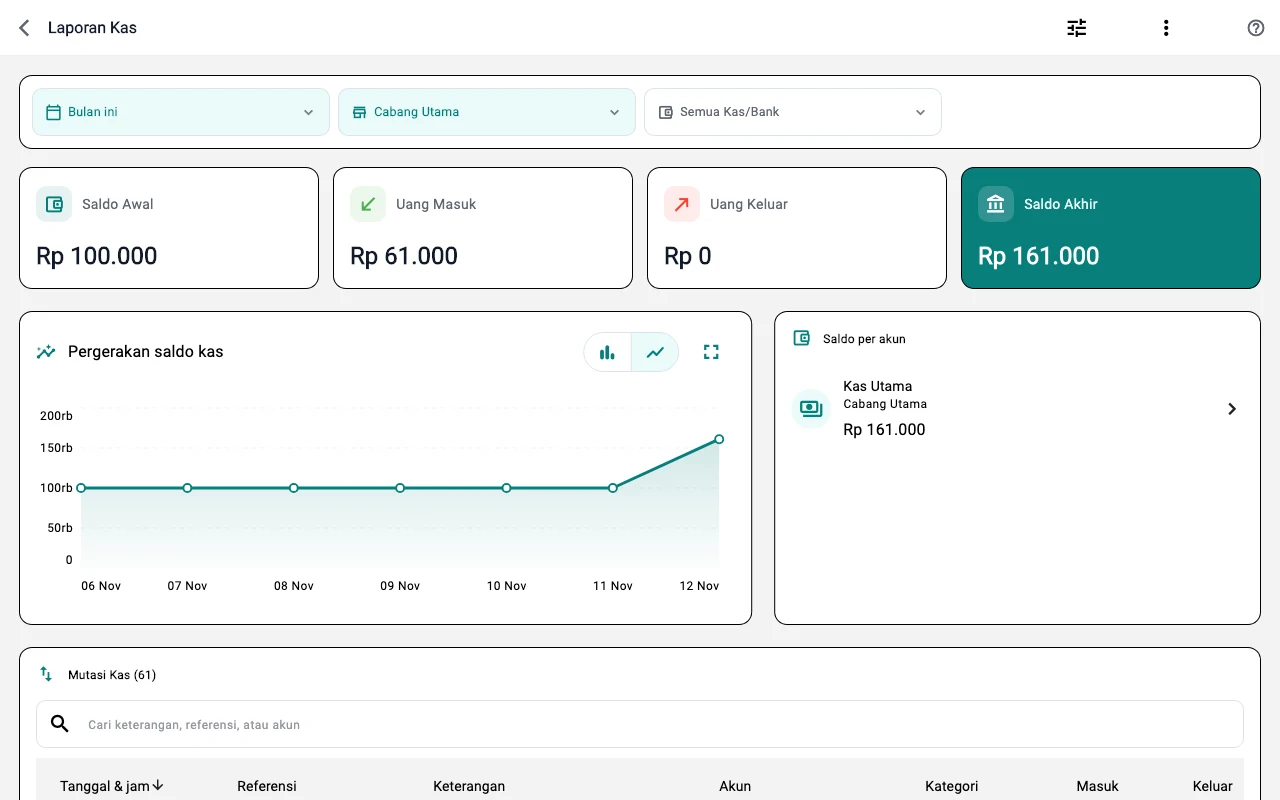 Laporan Kas
Bulan ini
Cabang Utama
Semua Kas/Bank
Saldo Awal
Rp 100.000
Uang Masuk
Rp 61.000
Uang Keluar
Rp 0
Saldo Akhir
Rp 161.000
Pergerakan saldo kas
200rb
150rb
100rb
50rb
0
06 Nov
07 Nov
08 Nov
09 Nov
10 Nov
11 Nov
12 Nov
Saldo per akun
Kas Utama
Cabang Utama
Rp 161.000
Mutasi Kas (61)
Cari keterangan, referensi, atau akun
Tanggal & jam
Referensi
Keterangan
Akun
Kategori
Masuk
Keluar